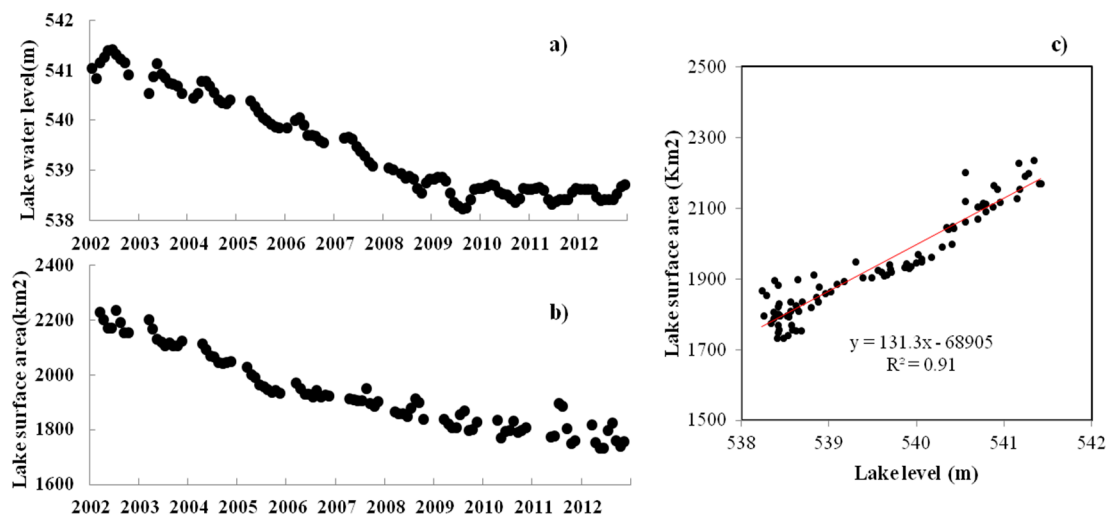 a)
Lake water level(m)
542
541
540
539
538
2002 2003 2004 2005 2006 2007 2008 2009 2010 2011 2012
b)
Lake surface area(km2)
2400
2200
2000
1800
1600
2002 2003 2004 2005 2006 2007 2008 2009 2010 2011 2012
c)
Lake surface area (Km2)
2500
2300
2100
1900
1700
1500
y = 131.3x - 68905
R² = 0.91
538 539 540 541 542
Lake level (m)